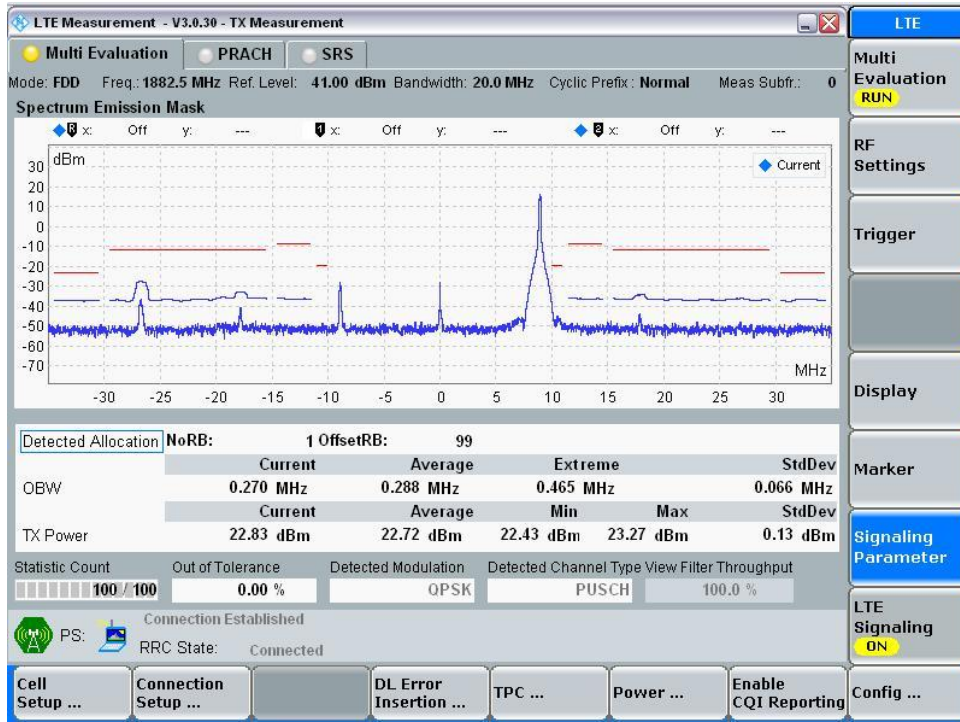 LTE Measurement - V3.0.30 - TX Measurement
LTE
Multi Evaluation PRACH SRS
Multi Evaluation RUN
Mode: FDD Freq.: 1882.5 MHz Ref. Level: 41.00 dBm Bandwidth: 20.0 MHz Cyclic Prefix : Normal Meas Subfr.: 0
Spectrum Emission Mask
R x: Off y: --- 1 x: Off y: --- 2 x: Off y: ---
dBm
Current
30
20
10
0
-10
-20
-30
-40
-50
-60
-70
MHz
-30 -25 -20 -15 -10 -5 0 5 10 15 20 25 30
RF Settings
Trigger
Display
Marker
Signaling Parameter
LTE Signaling ON
Detected Allocation NoRB: 1 OffsetRB: 99
Current Average Extreme StdDev
OBW 0.270 MHz 0.288 MHz 0.465 MHz 0.066 MHz
Current Average Min Max StdDev
TX Power 22.83 dBm 22.72 dBm 22.43 dBm 23.27 dBm 0.13 dBm
Statistic Count Out of Tolerance Detected Modulation Detected Channel Type View Filter Throughput
100 / 100 0.00 % QPSK PUSCH 100.0 %
PS: Connection Established
RRC State: Connected
Cell Setup ...
Connection Setup ...
DL Error Insertion ...
TPC ...
Power ...
Enable CQI Reporting
Config ...